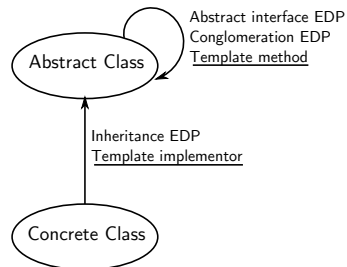 Abstract interface EDP
Conglomeration EDP
Template method
Abstract Class
Inheritance EDP
Template implementor
Concrete Class